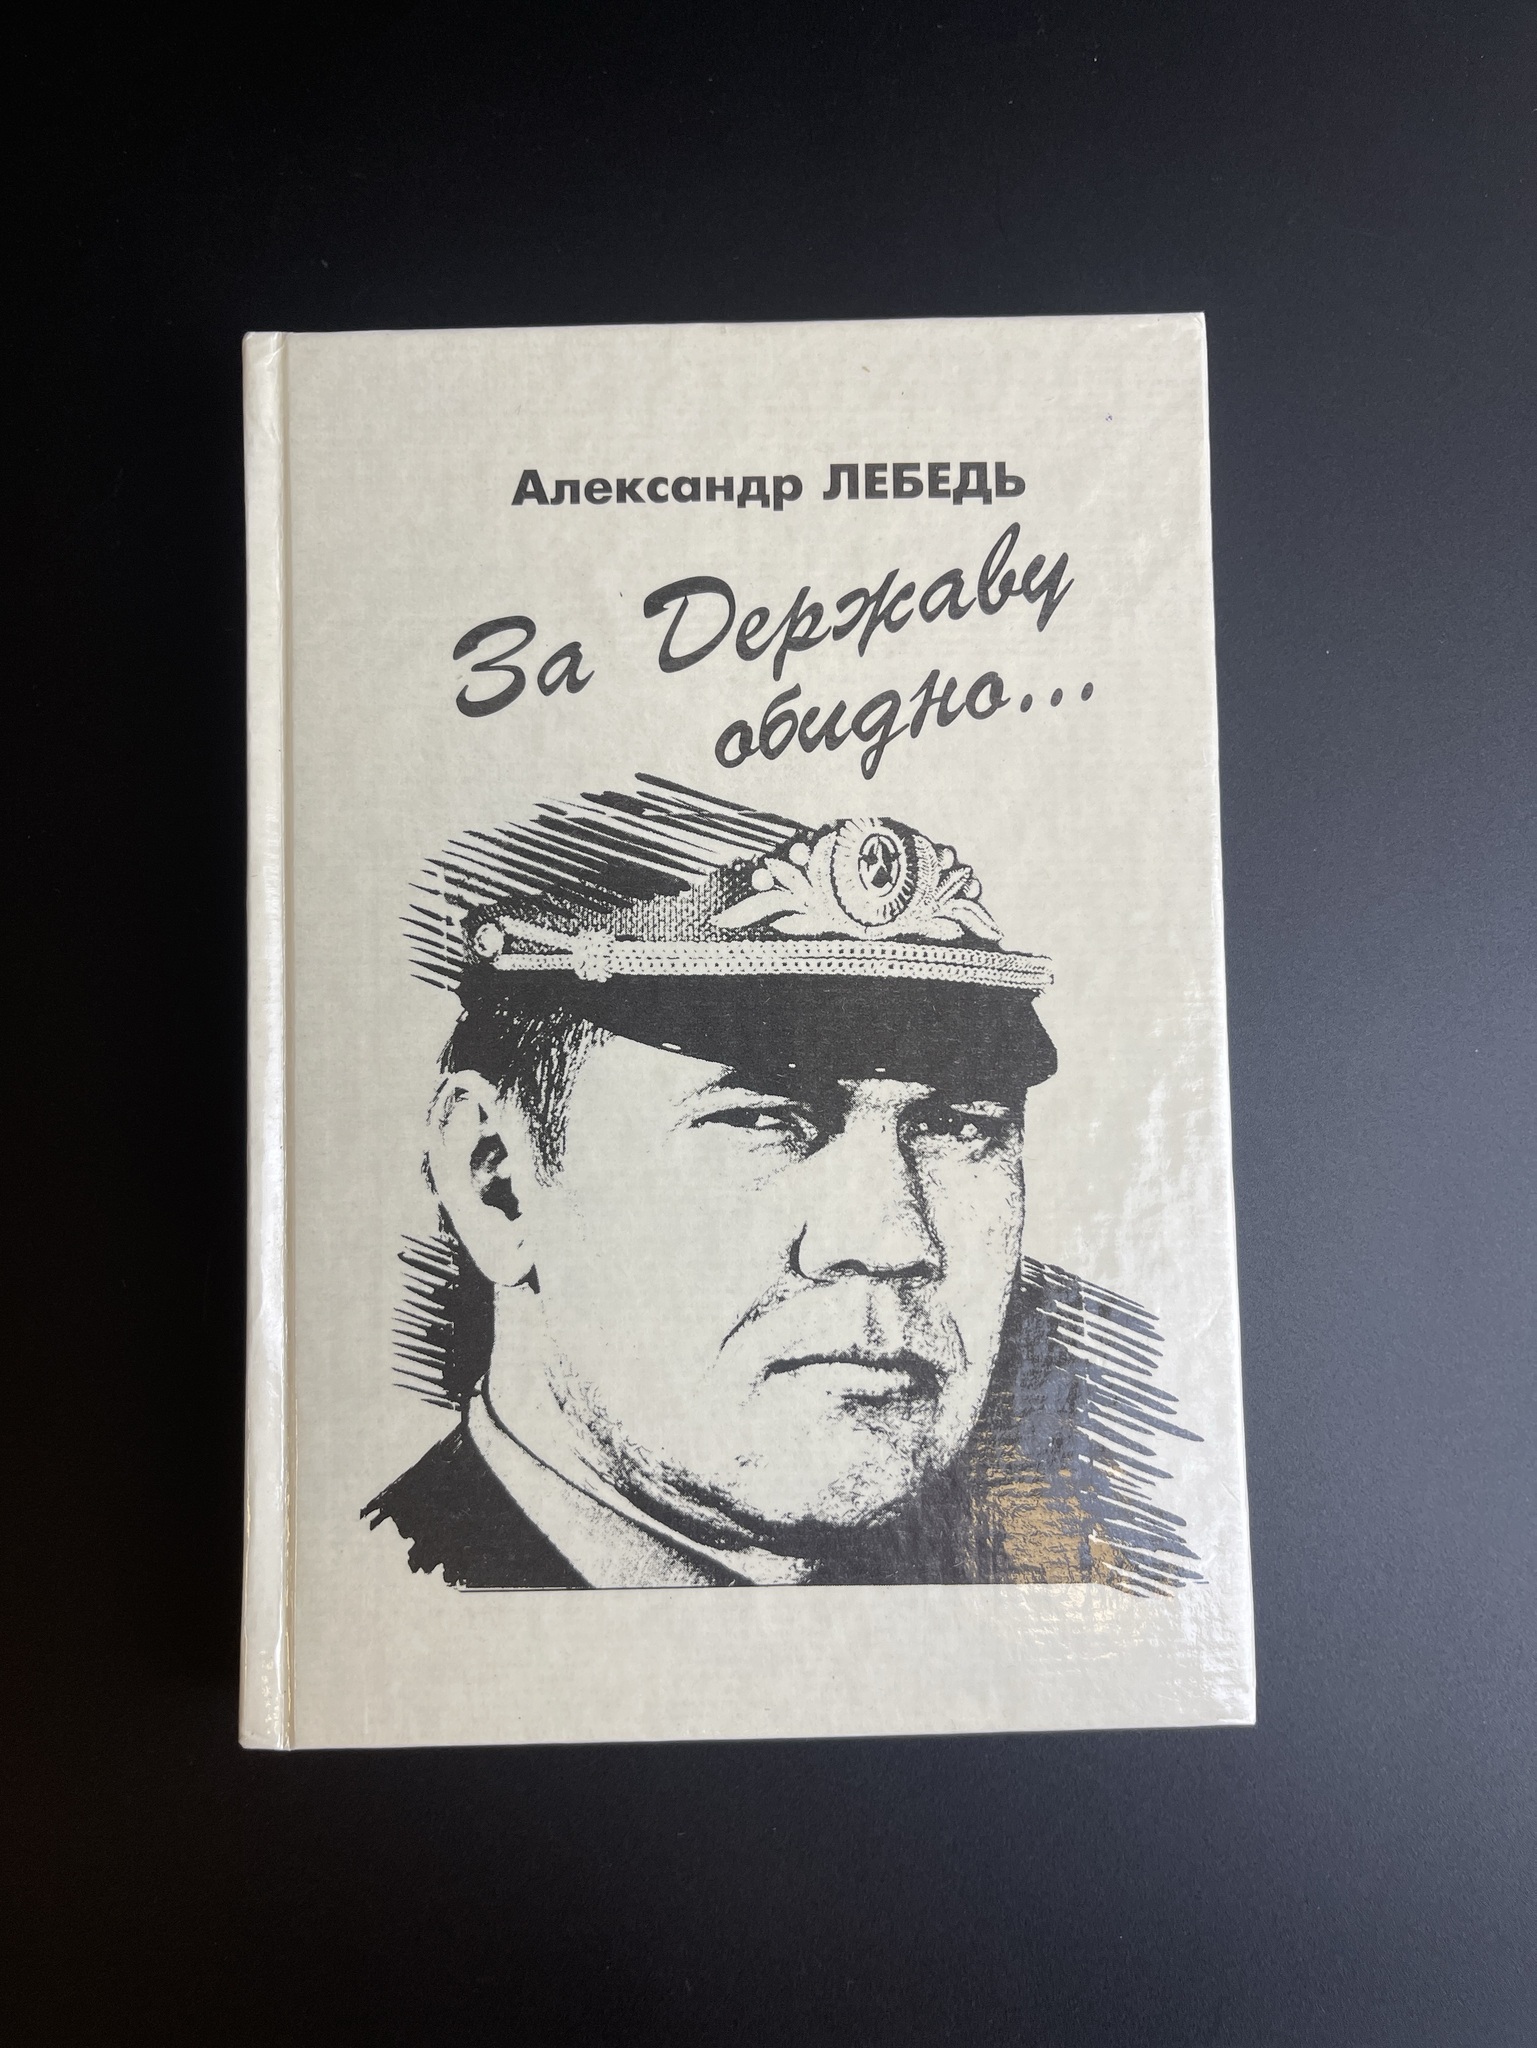 Александр ЛЕБЕДЬ
За Державу
обидно...